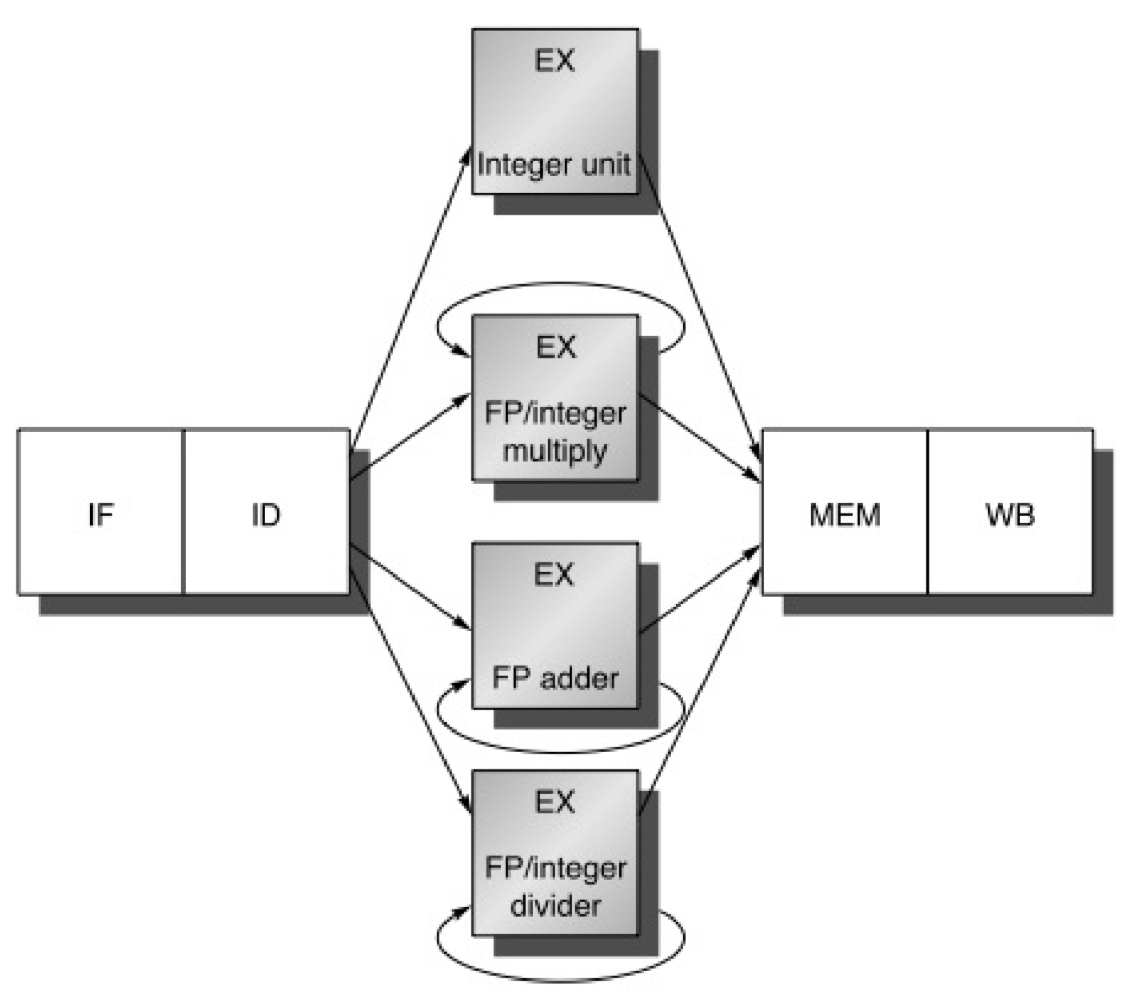 EX
Integer unit
EX
FP/integer
multiply
IF
ID
MEM
WB
EX
FP adder
EX
FP/integer
divider